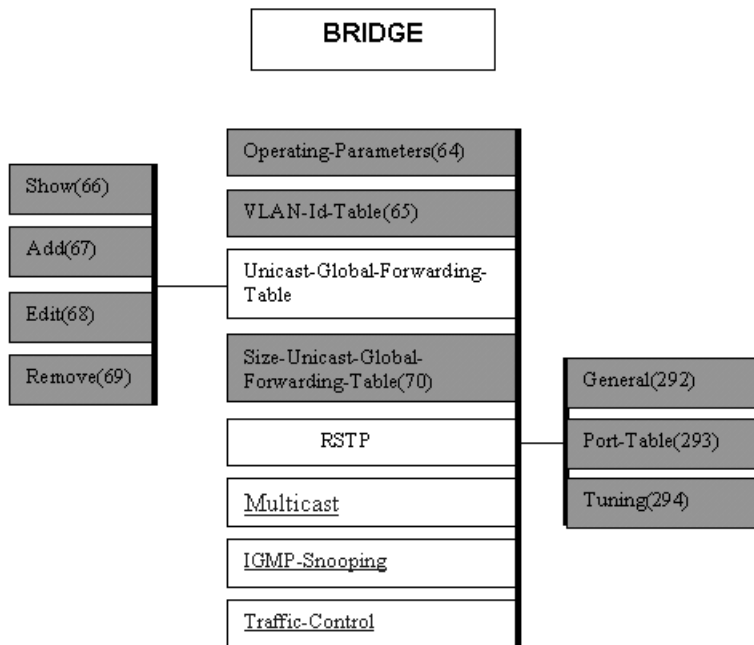 BRIDGE
Show(66)
Add(67)
Edit(68)
Remove(69)
Operating-Parameters(64)
VLAN-Id-Table(65)
Unicast-Global-Forwarding-
Table
Size-Unicast-Global-
Forwarding-Table(70)
RSTP
Multicast
IGMP-Snooping
Traffic-Control
General(292)
Port-Table(293)
Tuning(294)